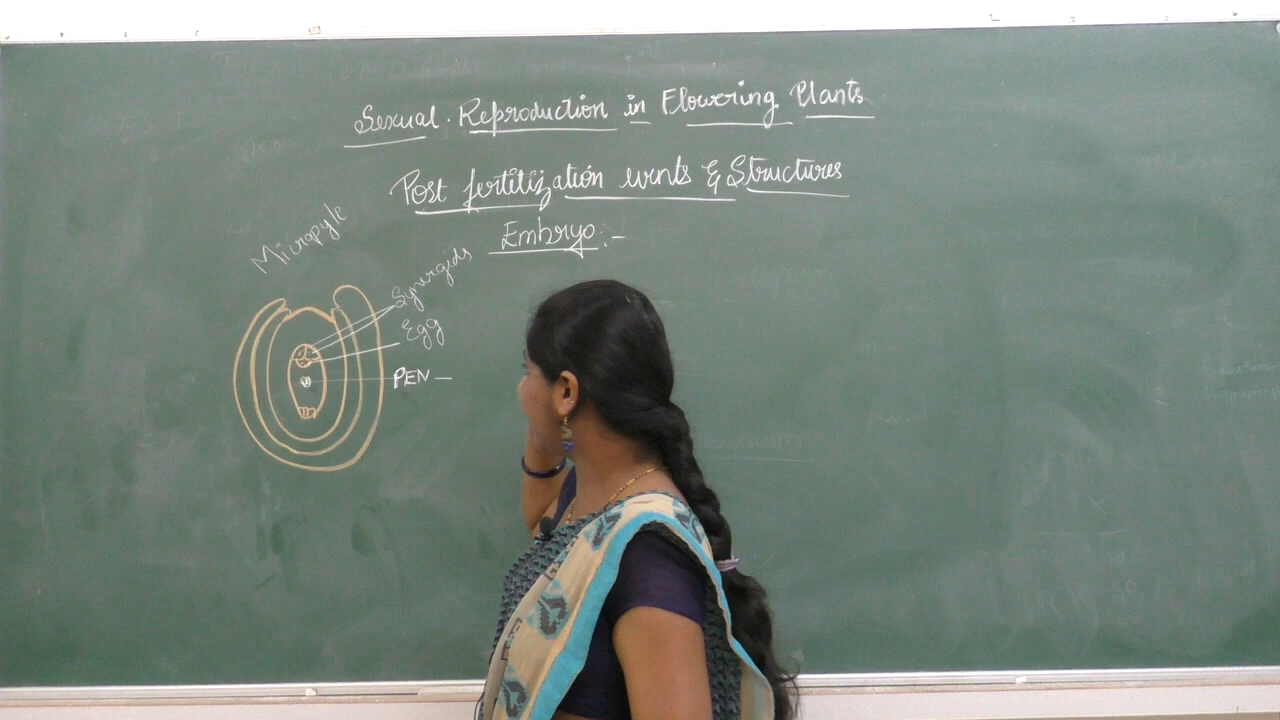 Sexual Reproduction in Flowering Plants
Post fertilization events & Structures
Embryo:-
Micropyle
Synergids
Egg
PEN